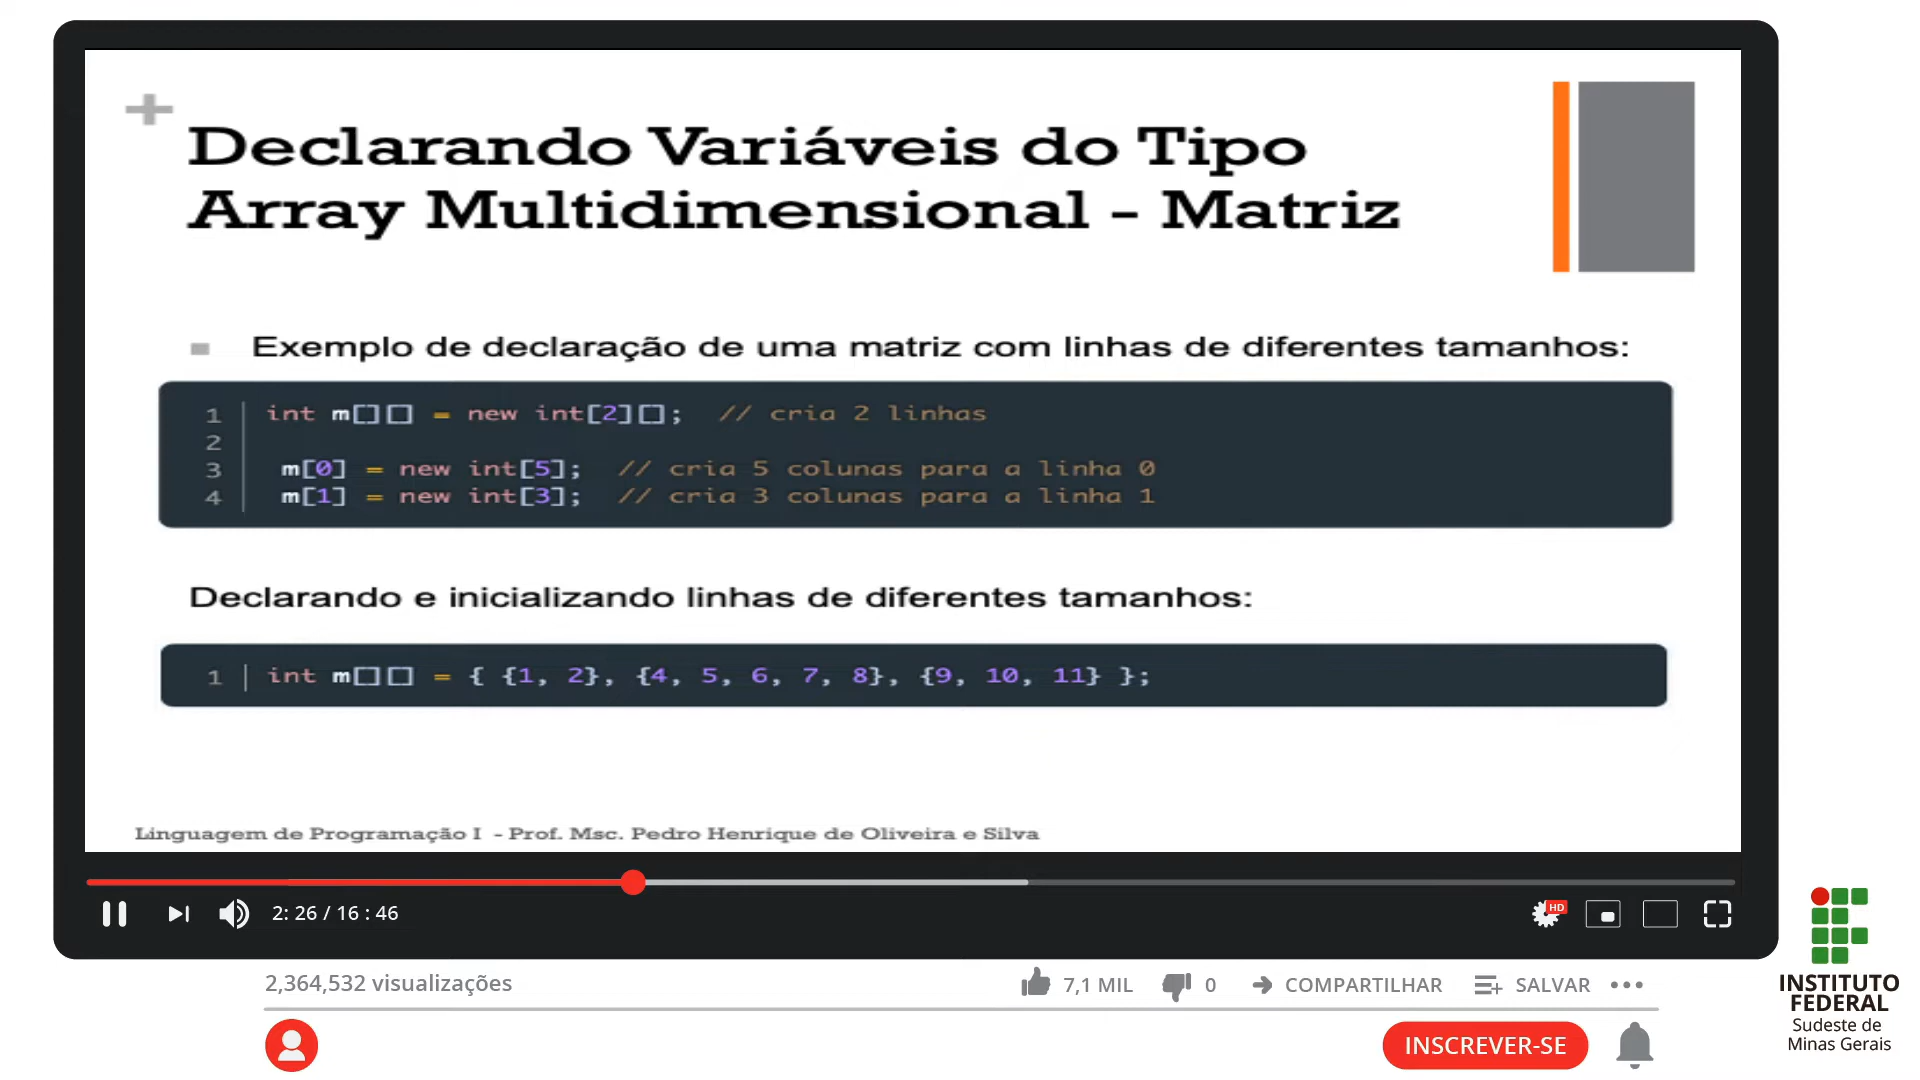 +
Declarando Variáveis do Tipo
Array Multidimensional - Matriz
Exemplo de declaração de uma matriz com linhas de diferentes tamanhos:
1 int m[][] = new int[2][]; // cria 2 linhas
2
3 m[0] = new int[5]; // cria 5 colunas para a linha 0
4 m[1] = new int[3]; // cria 3 colunas para a linha 1
Declarando e inicializando linhas de diferentes tamanhos:
1 int m[][] = { {1, 2}, {4, 5, 6, 7, 8}, {9, 10, 11} };
Linguagem de Programação I - Prof. Msc. Pedro Henrique de Oliveira e Silva
2: 26 / 16 : 46
HD
2,364,532 visualizações
7,1 MIL
0
COMPARTILHAR
SALVAR
INSCREVER-SE
INSTITUTO
FEDERAL
Sudeste de
Minas Gerais